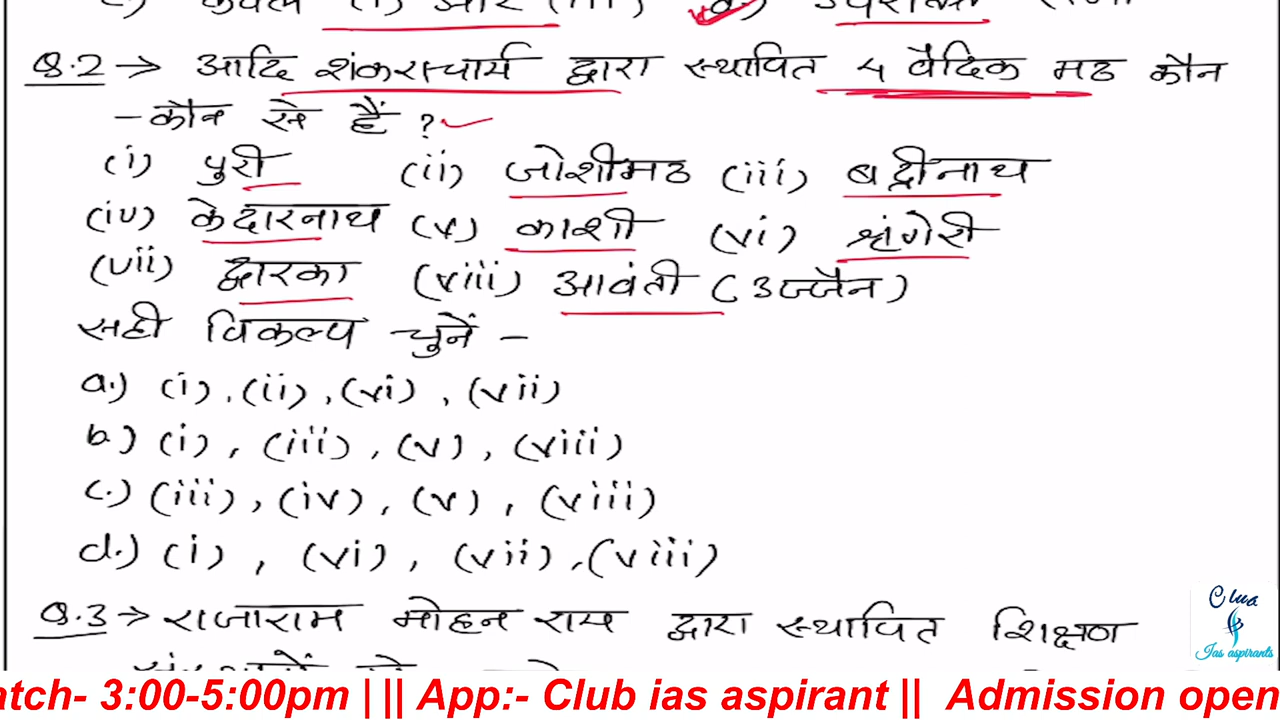 Q.2 → आदि शंकराचार्य द्वारा स्थापित 4 वैदिक मठ कौन
- कौन से हैं ?
(i) पुरी (ii) जोशीमठ (iii) बद्रीनाथ
(iv) केदारनाथ (v) काशी (vi) श्रृंगेरी
(vii) द्वारका (viii) आवंती (उज्जैन)
सही विकल्प चुनें -
a.) (i), (ii), (vi), (vii)
b.) (i), (iii), (v), (viii)
c.) (iii), (iv), (v), (viii)
d.) (i), (vi), (vii), (viii)
Q.3 → राजाराम मोहन राय द्वारा स्थापित शिक्षण
Club
Ias aspirants
atch- 3:00-5:00pm | || App:- Club ias aspirant || Admission open